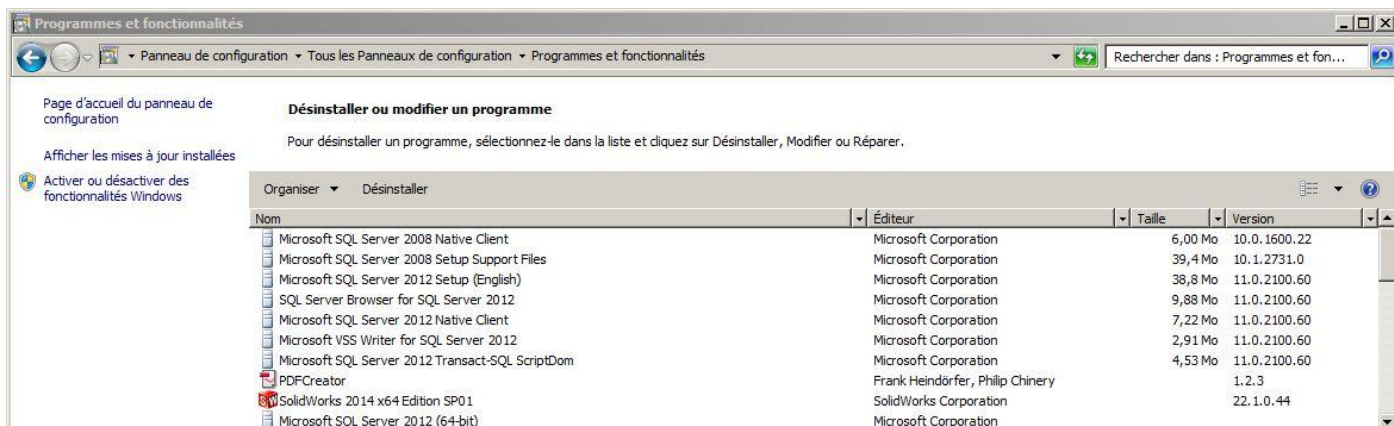 Programmes et fonctionnalités
Panneau de configuration Tous les Panneaux de configuration Programmes et fonctionnalités Rechercher dans : Programmes et fon...
Page d'accueil du panneau de
configuration
Afficher les mises à jour installées
Activer ou désactiver des
fonctionnalités Windows
Désinstaller ou modifier un programme
Pour désinstaller un programme, sélectionnez-le dans la liste et cliquez sur Désinstaller, Modifier ou Réparer.
Organiser Désinstaller
Nom Éditeur Taille Version
Microsoft SQL Server 2008 Native Client Microsoft Corporation 6,00 Mo 10.0.1600.22
Microsoft SQL Server 2008 Setup Support Files Microsoft Corporation 39,4 Mo 10.1.2731.0
Microsoft SQL Server 2012 Setup (English) Microsoft Corporation 38,8 Mo 11.0.2100.60
SQL Server Browser for SQL Server 2012 Microsoft Corporation 9,88 Mo 11.0.2100.60
Microsoft SQL Server 2012 Native Client Microsoft Corporation 7,22 Mo 11.0.2100.60
Microsoft VSS Writer for SQL Server 2012 Microsoft Corporation 2,91 Mo 11.0.2100.60
Microsoft SQL Server 2012 Transact-SQL ScriptDom Microsoft Corporation 4,53 Mo 11.0.2100.60
PDFCreator Frank Heindörfer, Philip Chinery 1.2.3
SolidWorks 2014 x64 Edition SP01 SolidWorks Corporation 22.1.0.44
Microsoft SQL Server 2012 (64-bit) Microsoft Corporation